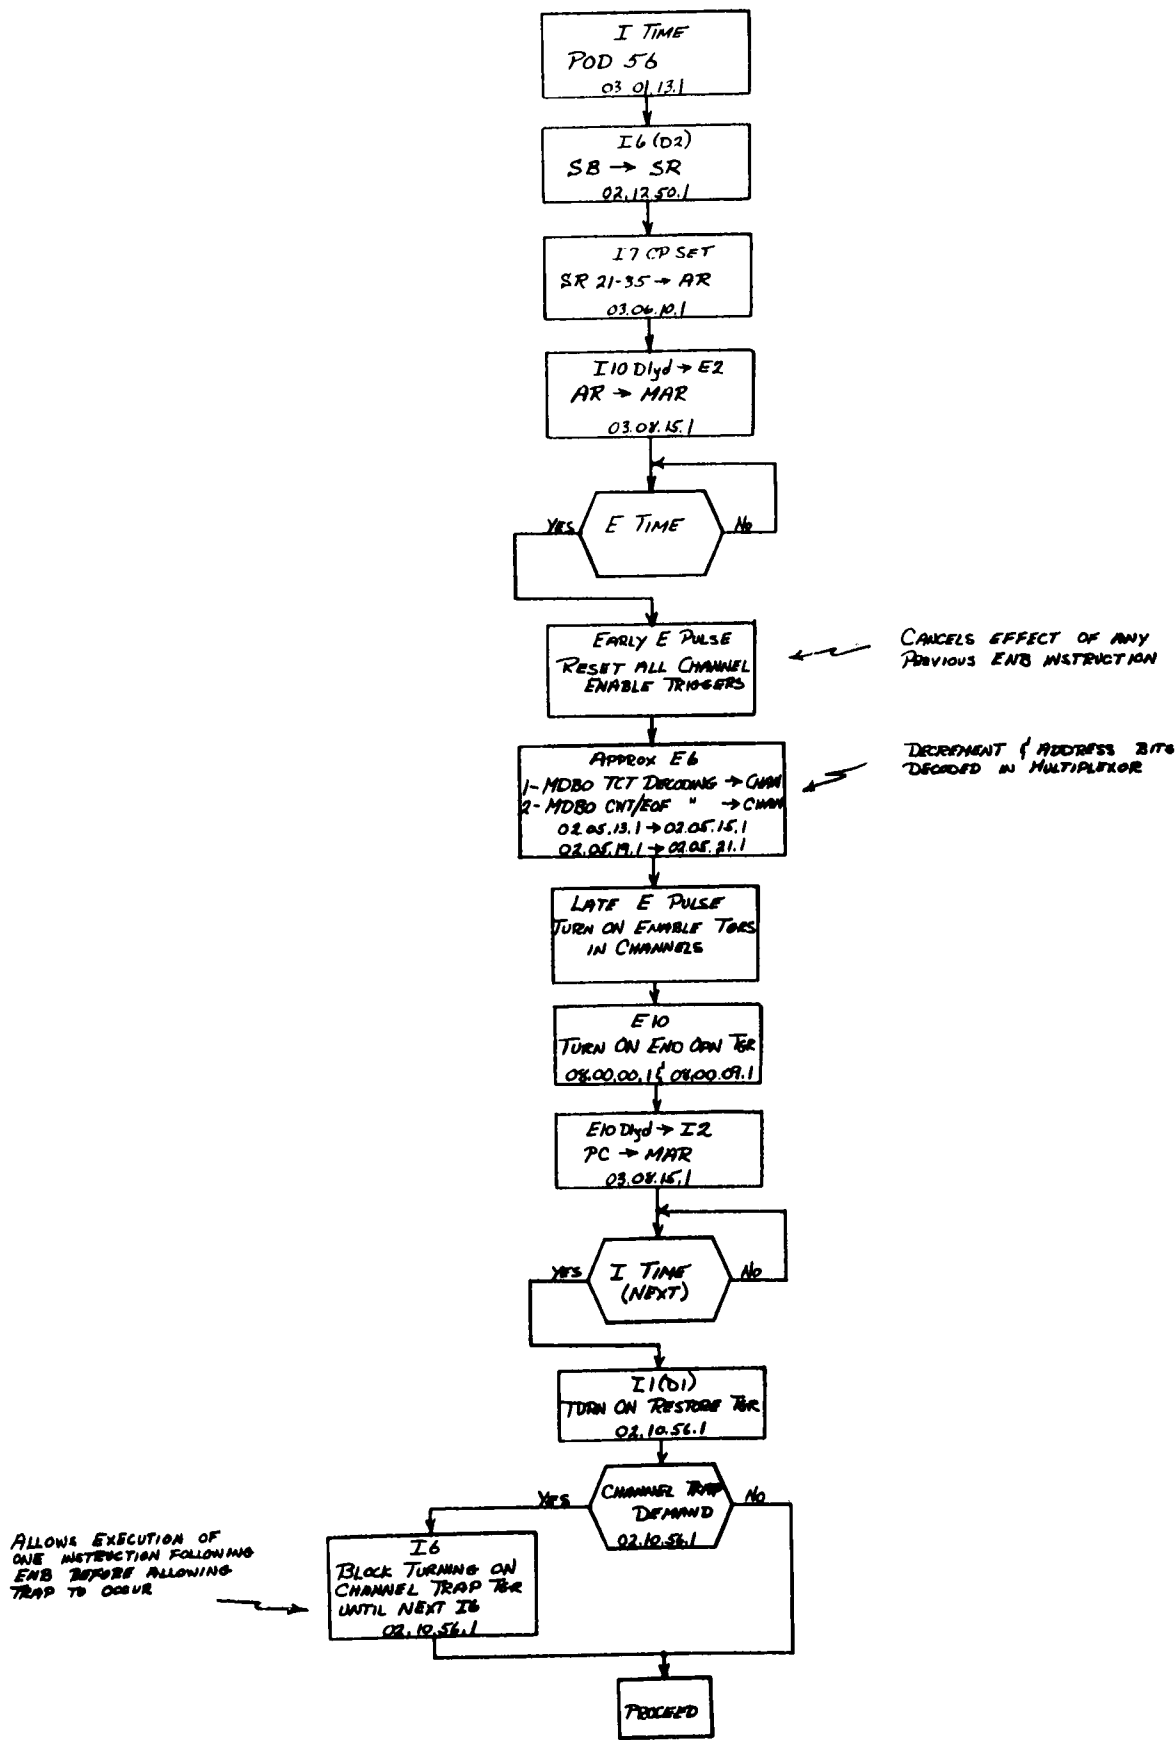 I TIME
POD 56
03.01.13.1
I6 (D2)
SB → SR
02.12.50.1
I7 CP SET
SR 21-35 → AR
03.06.10.1
I10 Dlyd → E2
AR → MAR
03.08.15.1
E TIME
YES
NO
EARLY E PULSE
RESET ALL CHANNEL
ENABLE TRIGGERS
CANCELS EFFECT OF ANY
PREVIOUS ENB INSTRUCTION
APPROX E6
1- MDBO TCT DECODING → CHAN
2- MDBO CWT/EOF " → CHAN
02.05.13.1 → 02.05.15.1
02.05.19.1 → 02.05.21.1
DECREMENT & ADDRESS BITS
DECODED IN MULTIPLEXOR
LATE E PULSE
TURN ON ENABLE TGRS
IN CHANNELS
E10
TURN ON END OPN TGR
08.00.00.1 & 08.00.09.1
E10 Dlyd → I2
PC → MAR
03.08.15.1
YES
I TIME
(NEXT)
NO
I1(D1)
TURN ON RESTORE TGR
02.10.56.1
YES
CHANNEL TRAP
DEMAND
02.10.56.1
NO
ALLOWS EXECUTION OF
ONE INSTRUCTION FOLLOWING
ENB BEFORE ALLOWING
TRAP TO OCCUR
I6
BLOCK TURNING ON
CHANNEL TRAP TGR
UNTIL NEXT I6
02.10.56.1
PROCEED